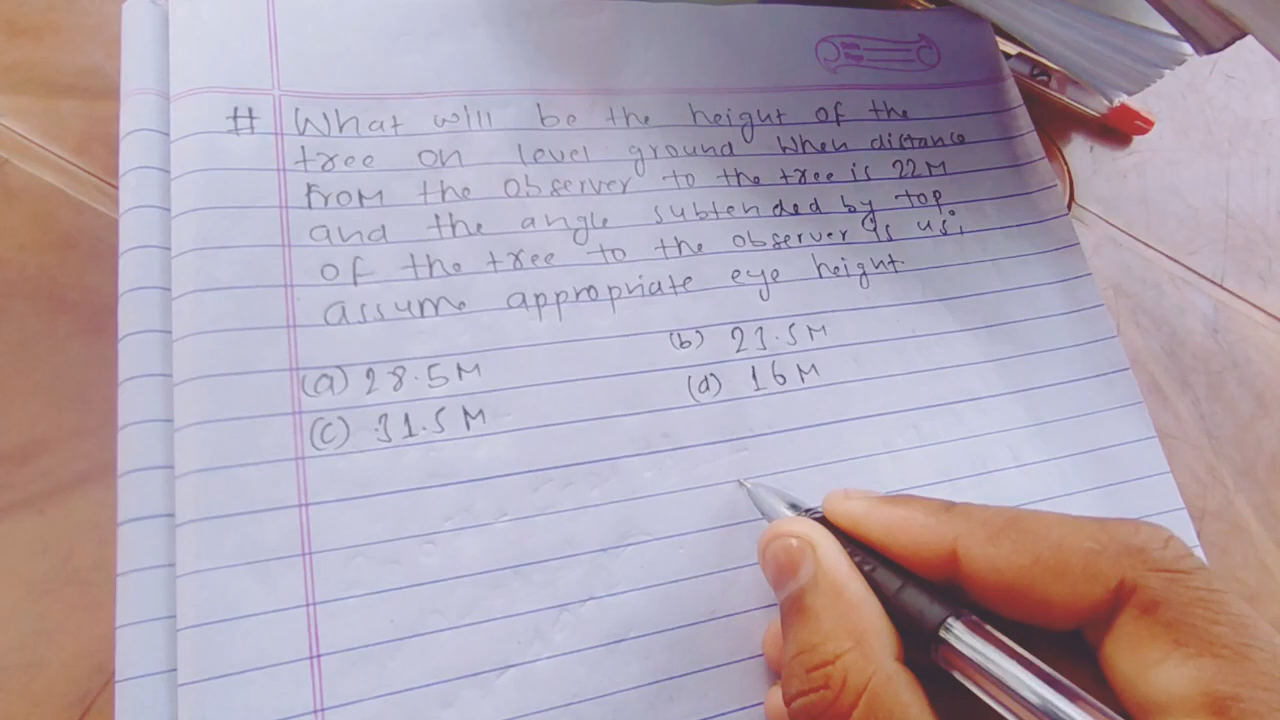 # What will be the height of the
tree on level ground when distance
from the observer to the tree is 22M
and the angle subtended by top
of the tree to the observer is 45;
assume appropriate eye height.
(a) 28.5M
(b) 23.5M
(c) 31.5M
(d) 16M